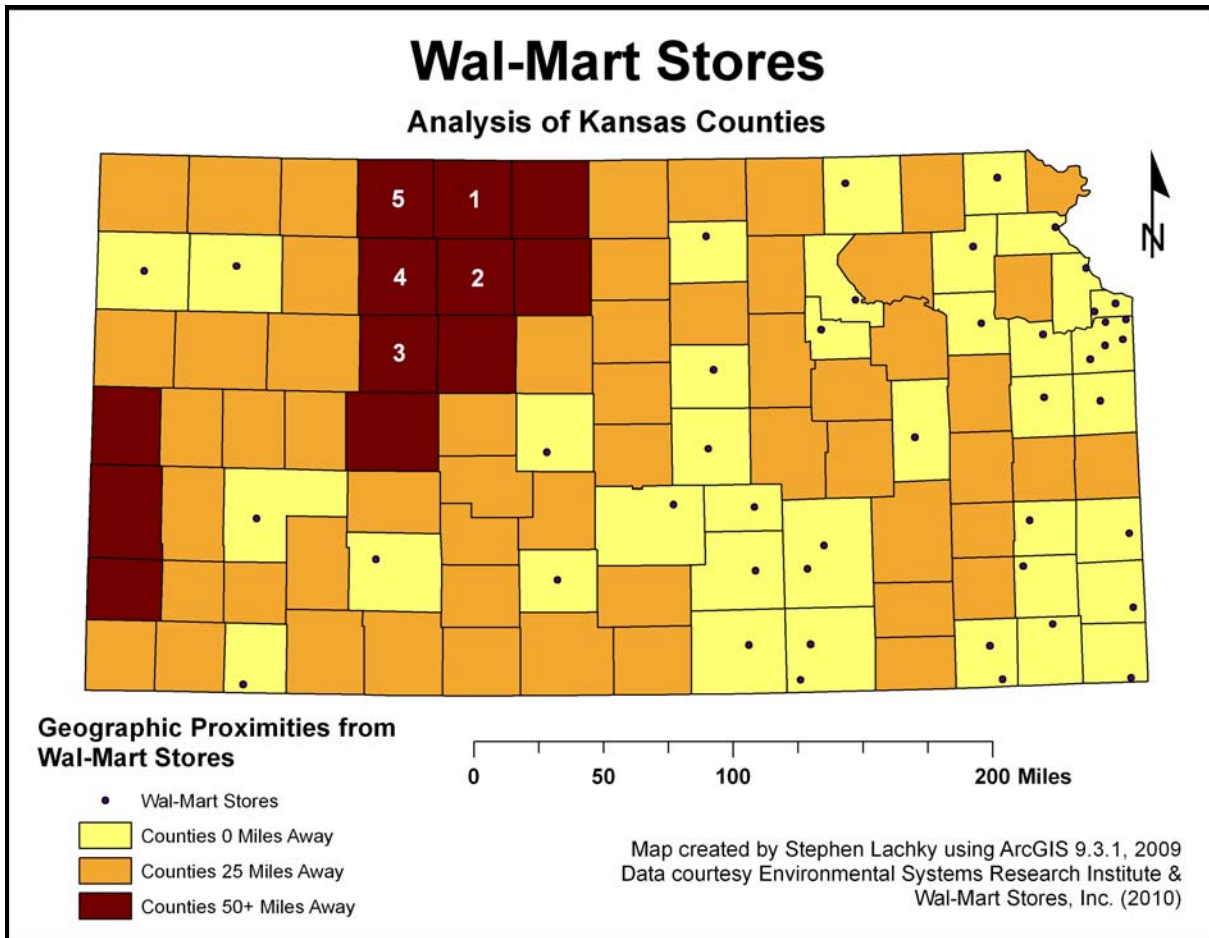 Wal-Mart Stores
Analysis of Kansas Counties
5 1
4 2
3
N
Geographic Proximities from
Wal-Mart Stores
Wal-Mart Stores
Counties 0 Miles Away
Counties 25 Miles Away
Counties 50+ Miles Away
0 50 100 200 Miles
Map created by Stephen Lachky using ArcGIS 9.3.1, 2009
Data courtesy Environmental Systems Research Institute &
Wal-Mart Stores, Inc. (2010)